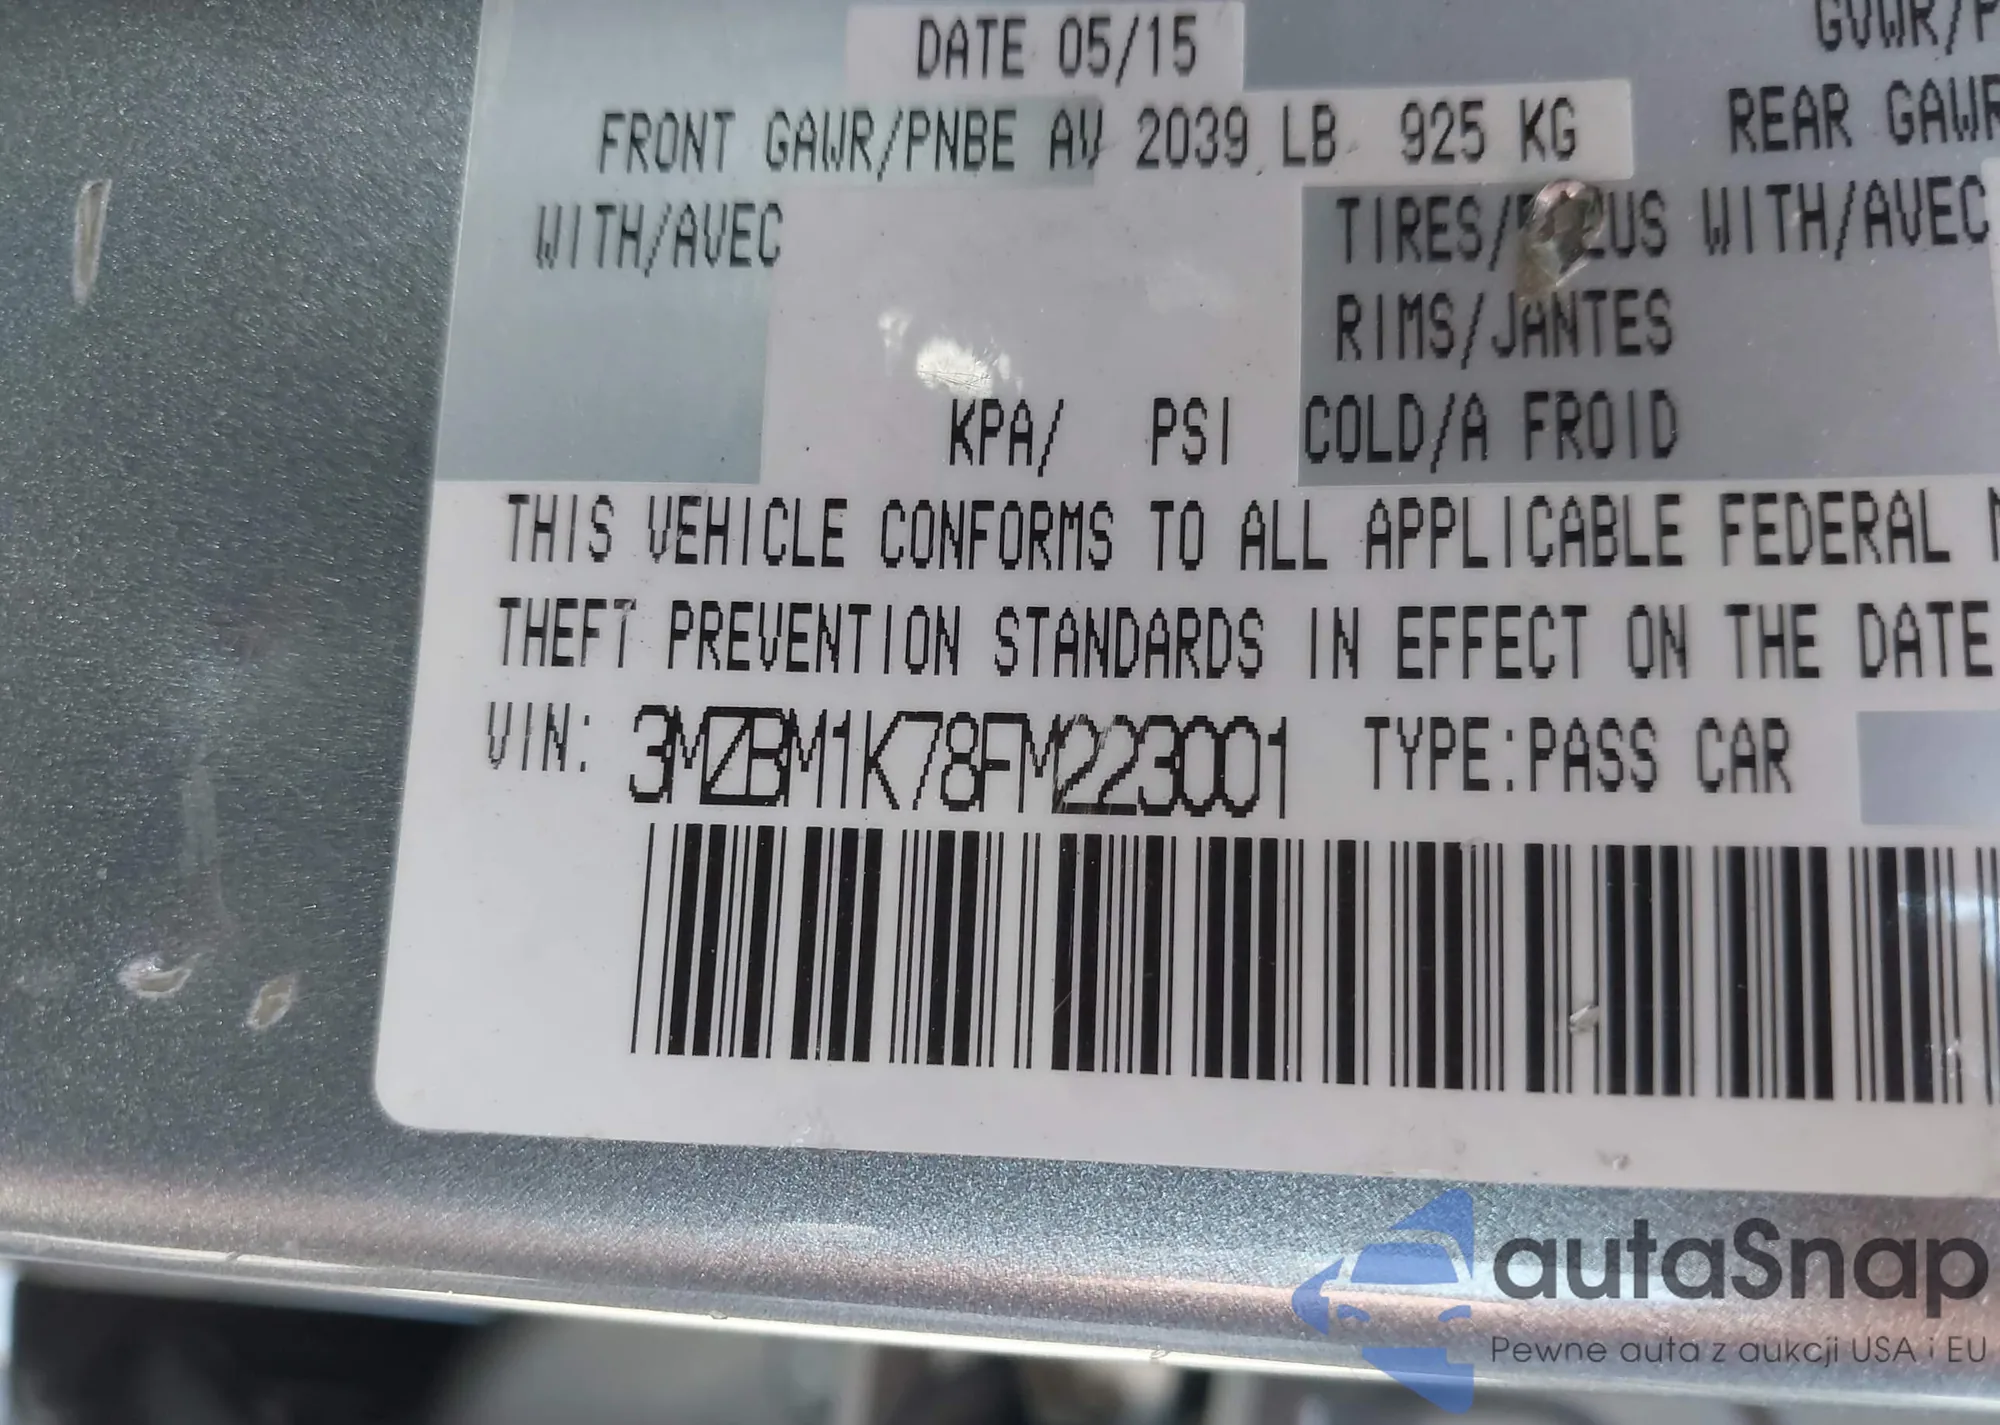 DATE 05/15
GVWR/P
FRONT GAWR/PNBE AV 2039 LB 925 KG
REAR GAWR
WITH/AVEC
TIRES/ WITH/AVEC
RIMS/JANTES
KPA/ PSI COLD/A FROID
THIS VEHICLE CONFORMS TO ALL APPLICABLE FEDERAL
THEFT PREVENTION STANDARDS IN EFFECT ON THE DATE
VIN: 3MZBM1K78FM223001 TYPE:PASS CAR
autaSnap
Pewne auta z aukcji USA i EU